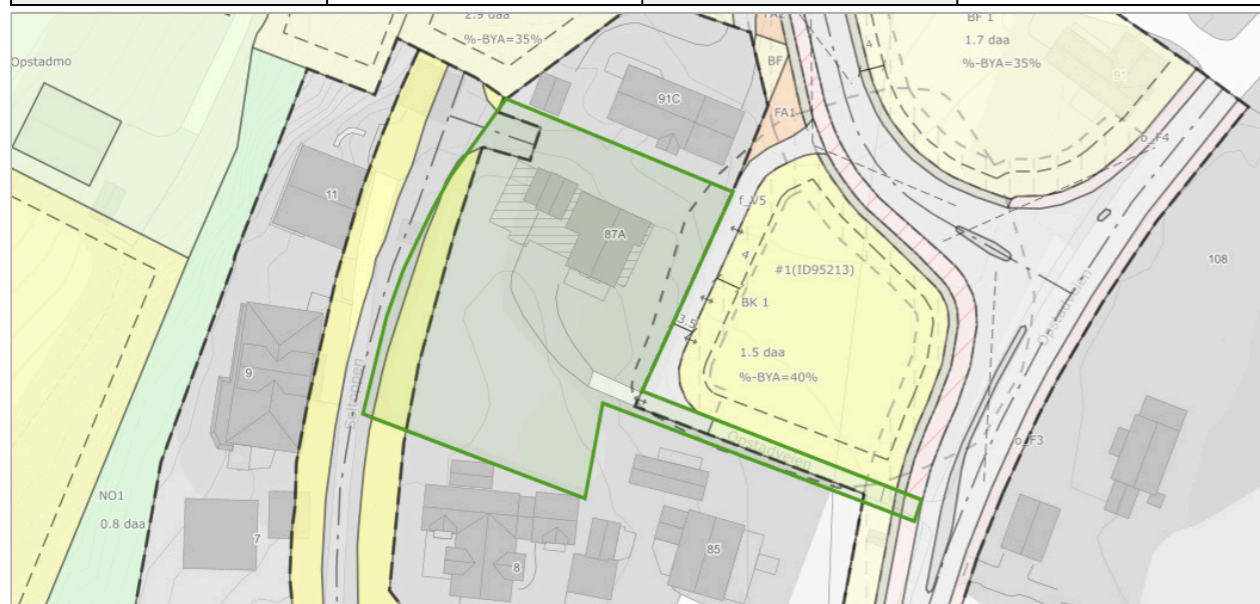 2.9 daa
%-BYA=35%
FA2
BF 1
1.7 daa
%-BYA=35%
4
BF
91
Opstadmo
91C
FA1
o_F4
11
f_V5
87A
4
#1(ID95213)
108
BK 1
Opstadveien
3.5
1.5 daa
%-BYA=40%
9
Soltoppen
Opstadveien
o_F3
NO1
0.8 daa
7
8
85